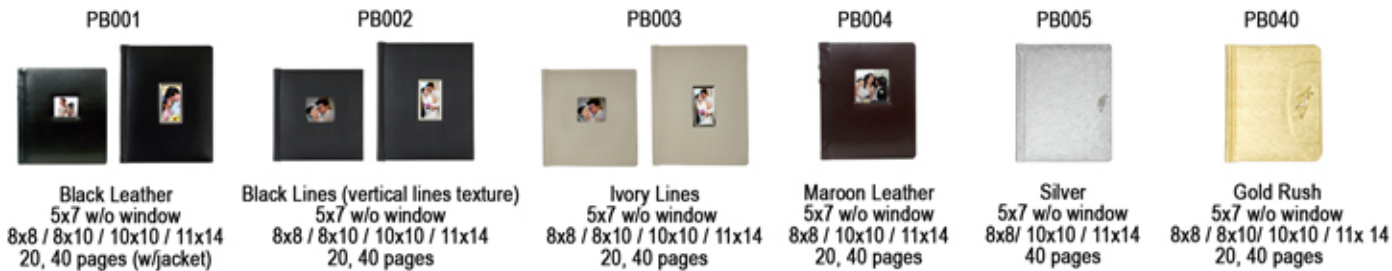 PB001
Black Leather
5x7 w/o window
8x8 / 8x10 / 10x10 / 11x14
20, 40 pages (w/jacket)
PB002
Black Lines (vertical lines texture)
5x7 w/o window
8x8 / 8x10 / 10x10 / 11x14
20, 40 pages
PB003
Ivory Lines
5x7 w/o window
8x8 / 8x10 / 10x10 / 11x14
20, 40 pages
PB004
Maroon Leather
5x7 w/o window
8x8 / 10x10 / 11x14
20, 40 pages
PB005
Silver
5x7 w/o window
8x8/ 10x10 / 11x14
40 pages
PB040
Gold Rush
5x7 w/o window
8x8 / 8x10/ 10x10 / 11x 14
20, 40 pages